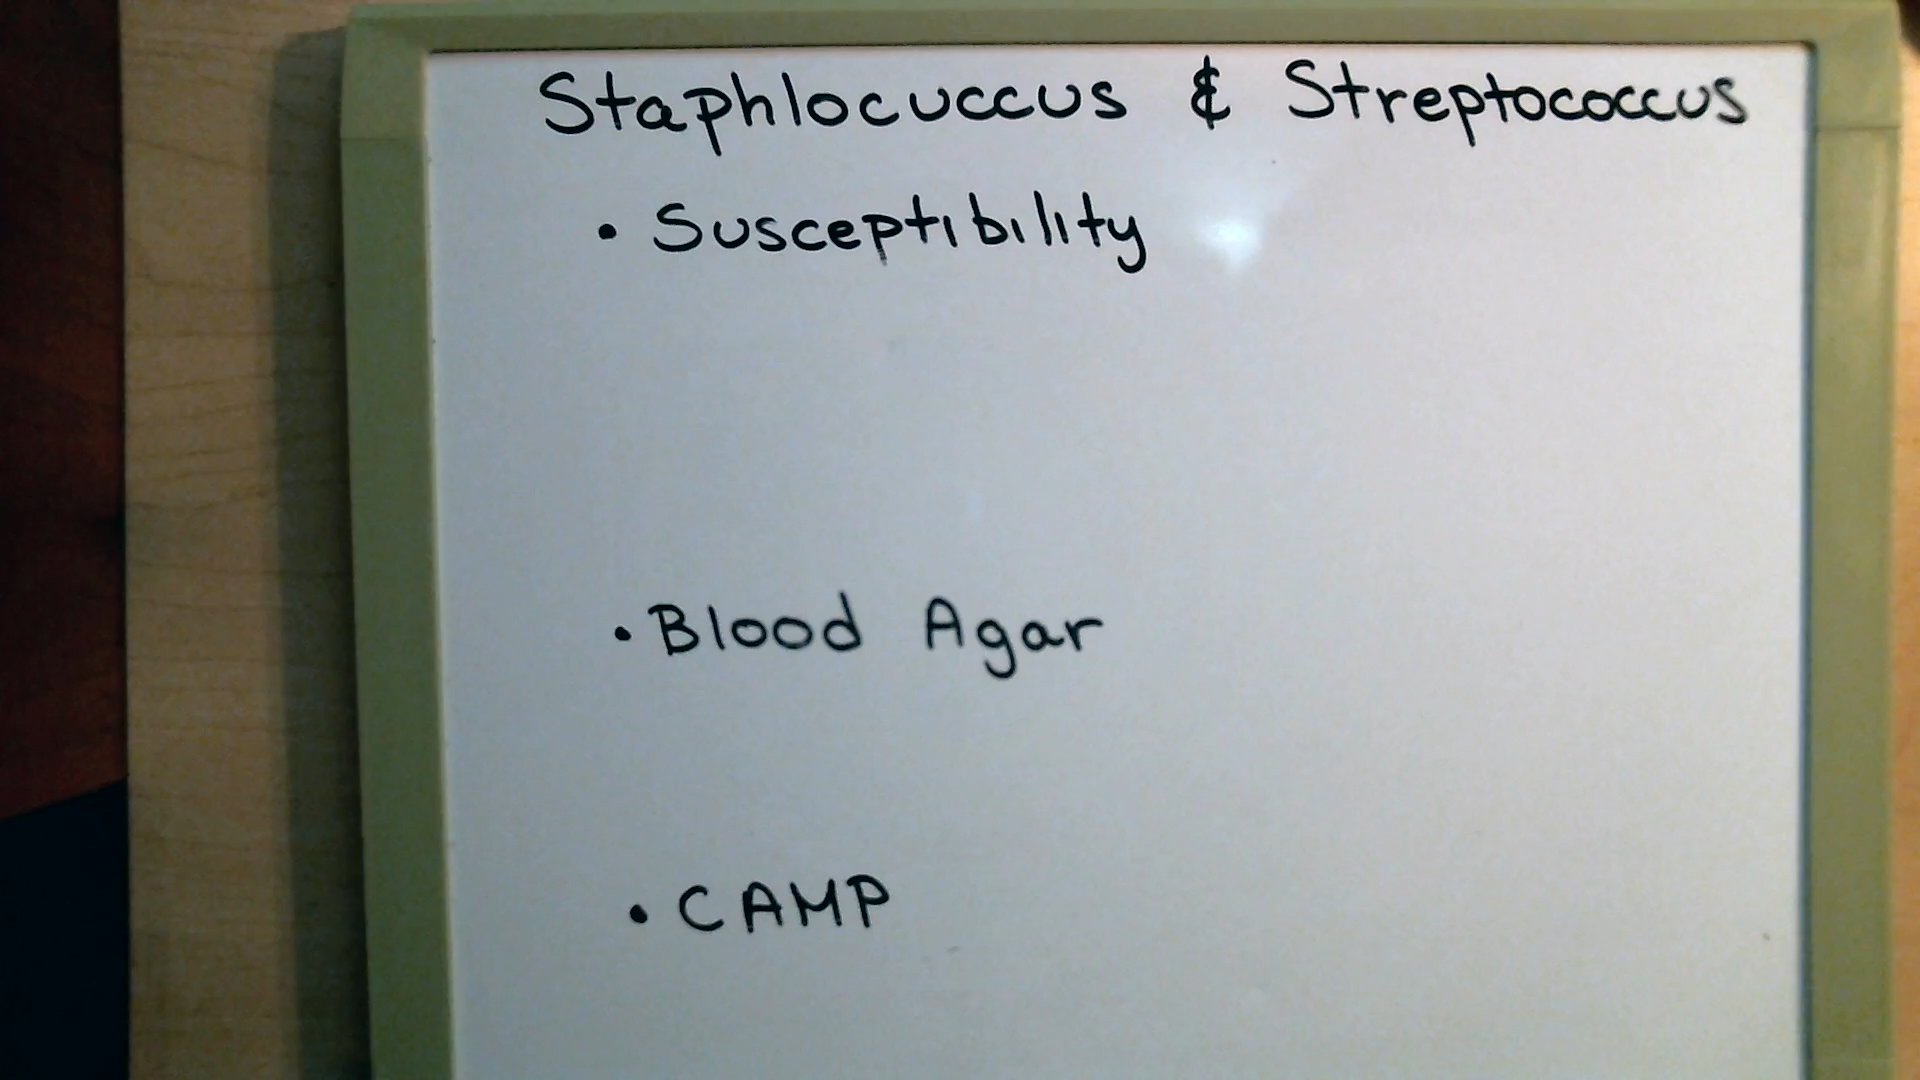 Staphlocuccus & Streptococcus
• Susceptibility
• Blood Agar
• CAMP